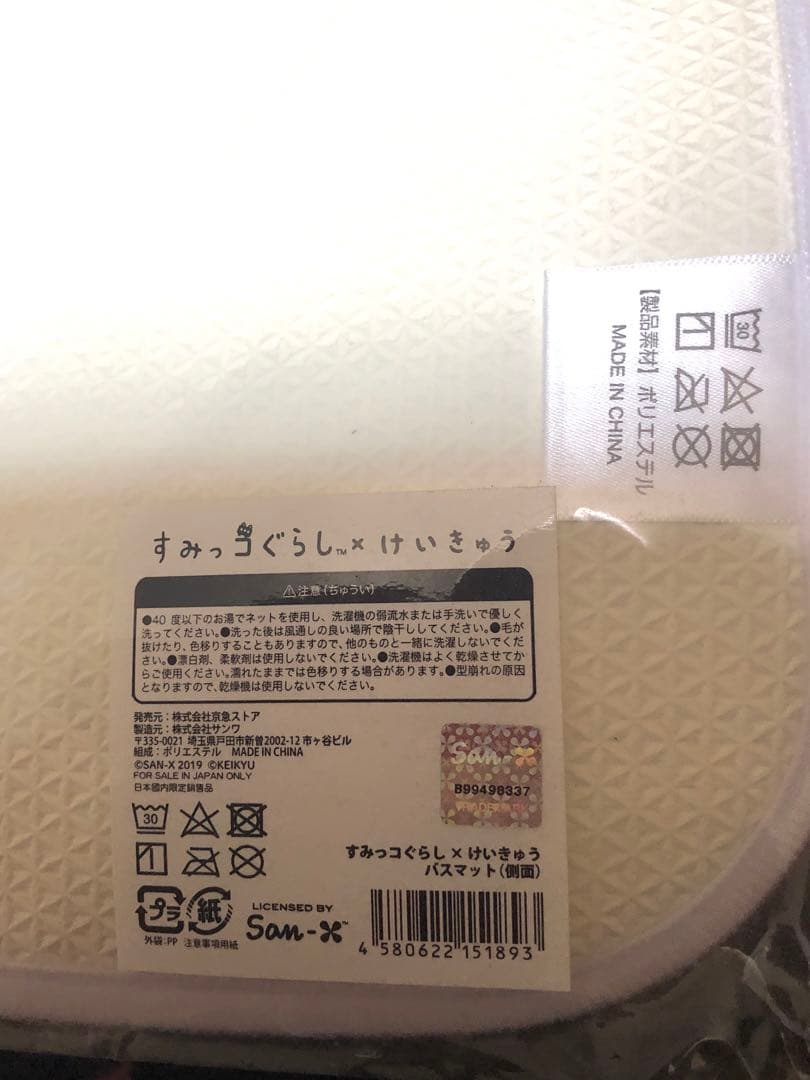 【製品素材】 ポリエステル
MADE IN CHINA
30
すみっコぐらし™×けいきゅう
⚠注意(ちゅうい)
●40 度以下のお湯でネットを使用し、洗濯機の弱流水または手洗いで優しく
洗ってください。●洗った後は風通しの良い場所で陰干ししてください。●毛が
抜けたり、色移りすることもありますので、他のものと一緒に洗濯しないでくだ
さい。●漂白剤、柔軟剤は使用しないでください。●洗濯機はよく乾燥させてか
らご使用ください。濡れたままでは色移りする場合があります。●型崩れの原因
となりますので、乾燥機は使用しないでください。
発売元：株式会社京急ストア
製造元：株式会社サンワ
〒335-0021 埼玉県戸田市新曽2002-12 市ヶ谷ビル
組成：ポリエステル MADE IN CHINA
©SAN-X 2019 ©KEIKYU
FOR SALE IN JAPAN ONLY
日本國内限定銷售品
San-X
B99498337
30
すみっコぐらし × けいきゅう
バスマット（側面）
プラ 紙
外袋:PP 注意事項用紙
LICENSED BY
San-X™
4 580622 151893